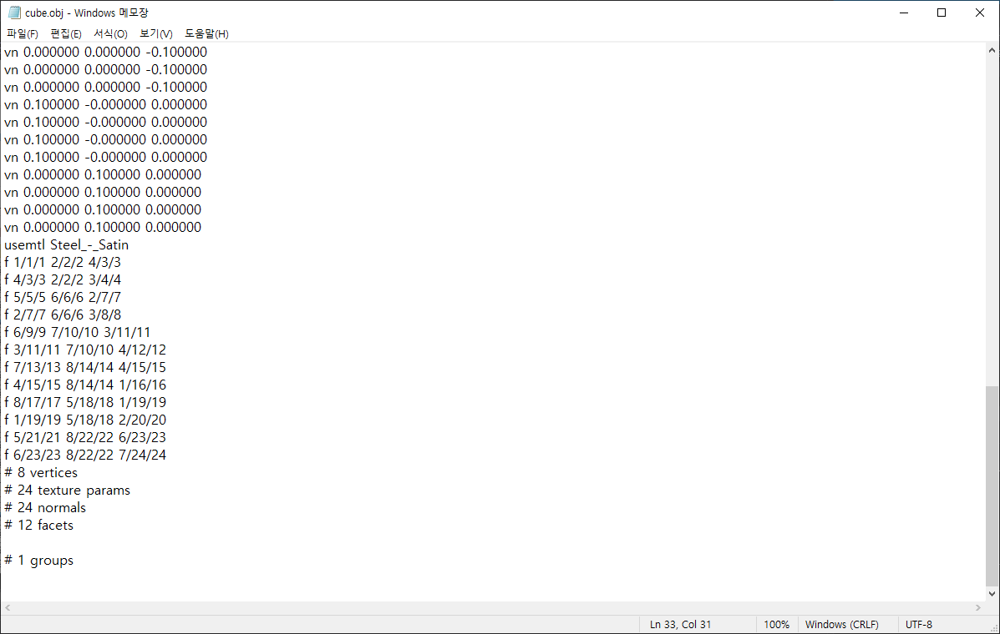 cube.obj - Windows 메모장
파일(F) 편집(E) 서식(O) 보기(V) 도움말(H)
vn 0.000000 0.000000 -0.100000
vn 0.000000 0.000000 -0.100000
vn 0.000000 0.000000 -0.100000
vn 0.100000 -0.000000 0.000000
vn 0.100000 -0.000000 0.000000
vn 0.100000 -0.000000 0.000000
vn 0.100000 -0.000000 0.000000
vn 0.000000 0.100000 0.000000
vn 0.000000 0.100000 0.000000
vn 0.000000 0.100000 0.000000
vn 0.000000 0.100000 0.000000
usemtl Steel_-_Satin
f 1/1/1 2/2/2 4/3/3
f 4/3/3 2/2/2 3/4/4
f 5/5/5 6/6/6 2/7/7
f 2/7/7 6/6/6 3/8/8
f 6/9/9 7/10/10 3/11/11
f 3/11/11 7/10/10 4/12/12
f 7/13/13 8/14/14 4/15/15
f 4/15/15 8/14/14 1/16/16
f 8/17/17 5/18/18 1/19/19
f 1/19/19 5/18/18 2/20/20
f 5/21/21 8/22/22 6/23/23
f 6/23/23 8/22/22 7/24/24
# 8 vertices
# 24 texture params
# 24 normals
# 12 facets
# 1 groups
Ln 33, Col 31 100% Windows (CRLF) UTF-8